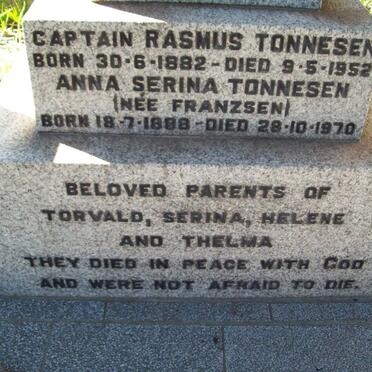 CAPTAIN RASMUS TONNESEN
BORN 30-6-1882-DIED 9-5-1952
ANNA SERINA TONNESEN
(NÉE FRANZSEN)
BORN 18-7-1888-DIED 28-10-1970
BELOVED PARENTS OF
TORVALD, SERINA, HELENE
AND THELMA
THEY DIED IN PEACE WITH GOD
AND WERE NOT AFRAID TO DIE.